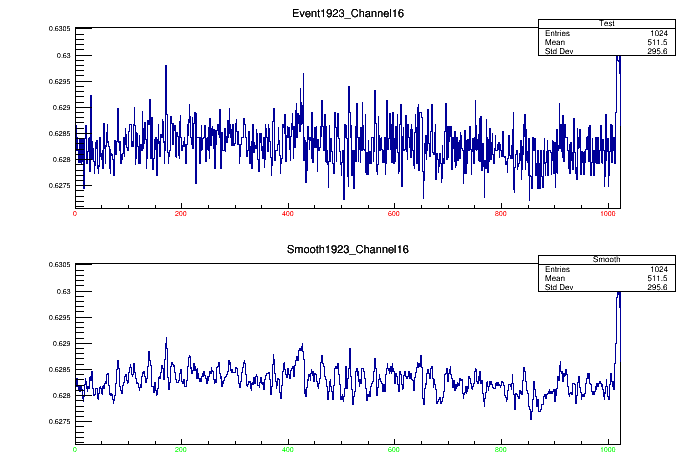 Event1923_Channel16
Test
Entries 1024
Mean 511.5
Std Dev 295.6
0.6305
0.63
0.6295
0.629
0.6285
0.628
0.6275
0 200 400 600 800 1000
Smooth1923_Channel16
Smooth
Entries 1024
Mean 511.5
Std Dev 295.6
0.6305
0.63
0.6295
0.629
0.6285
0.628
0.6275
0 200 400 600 800 1000